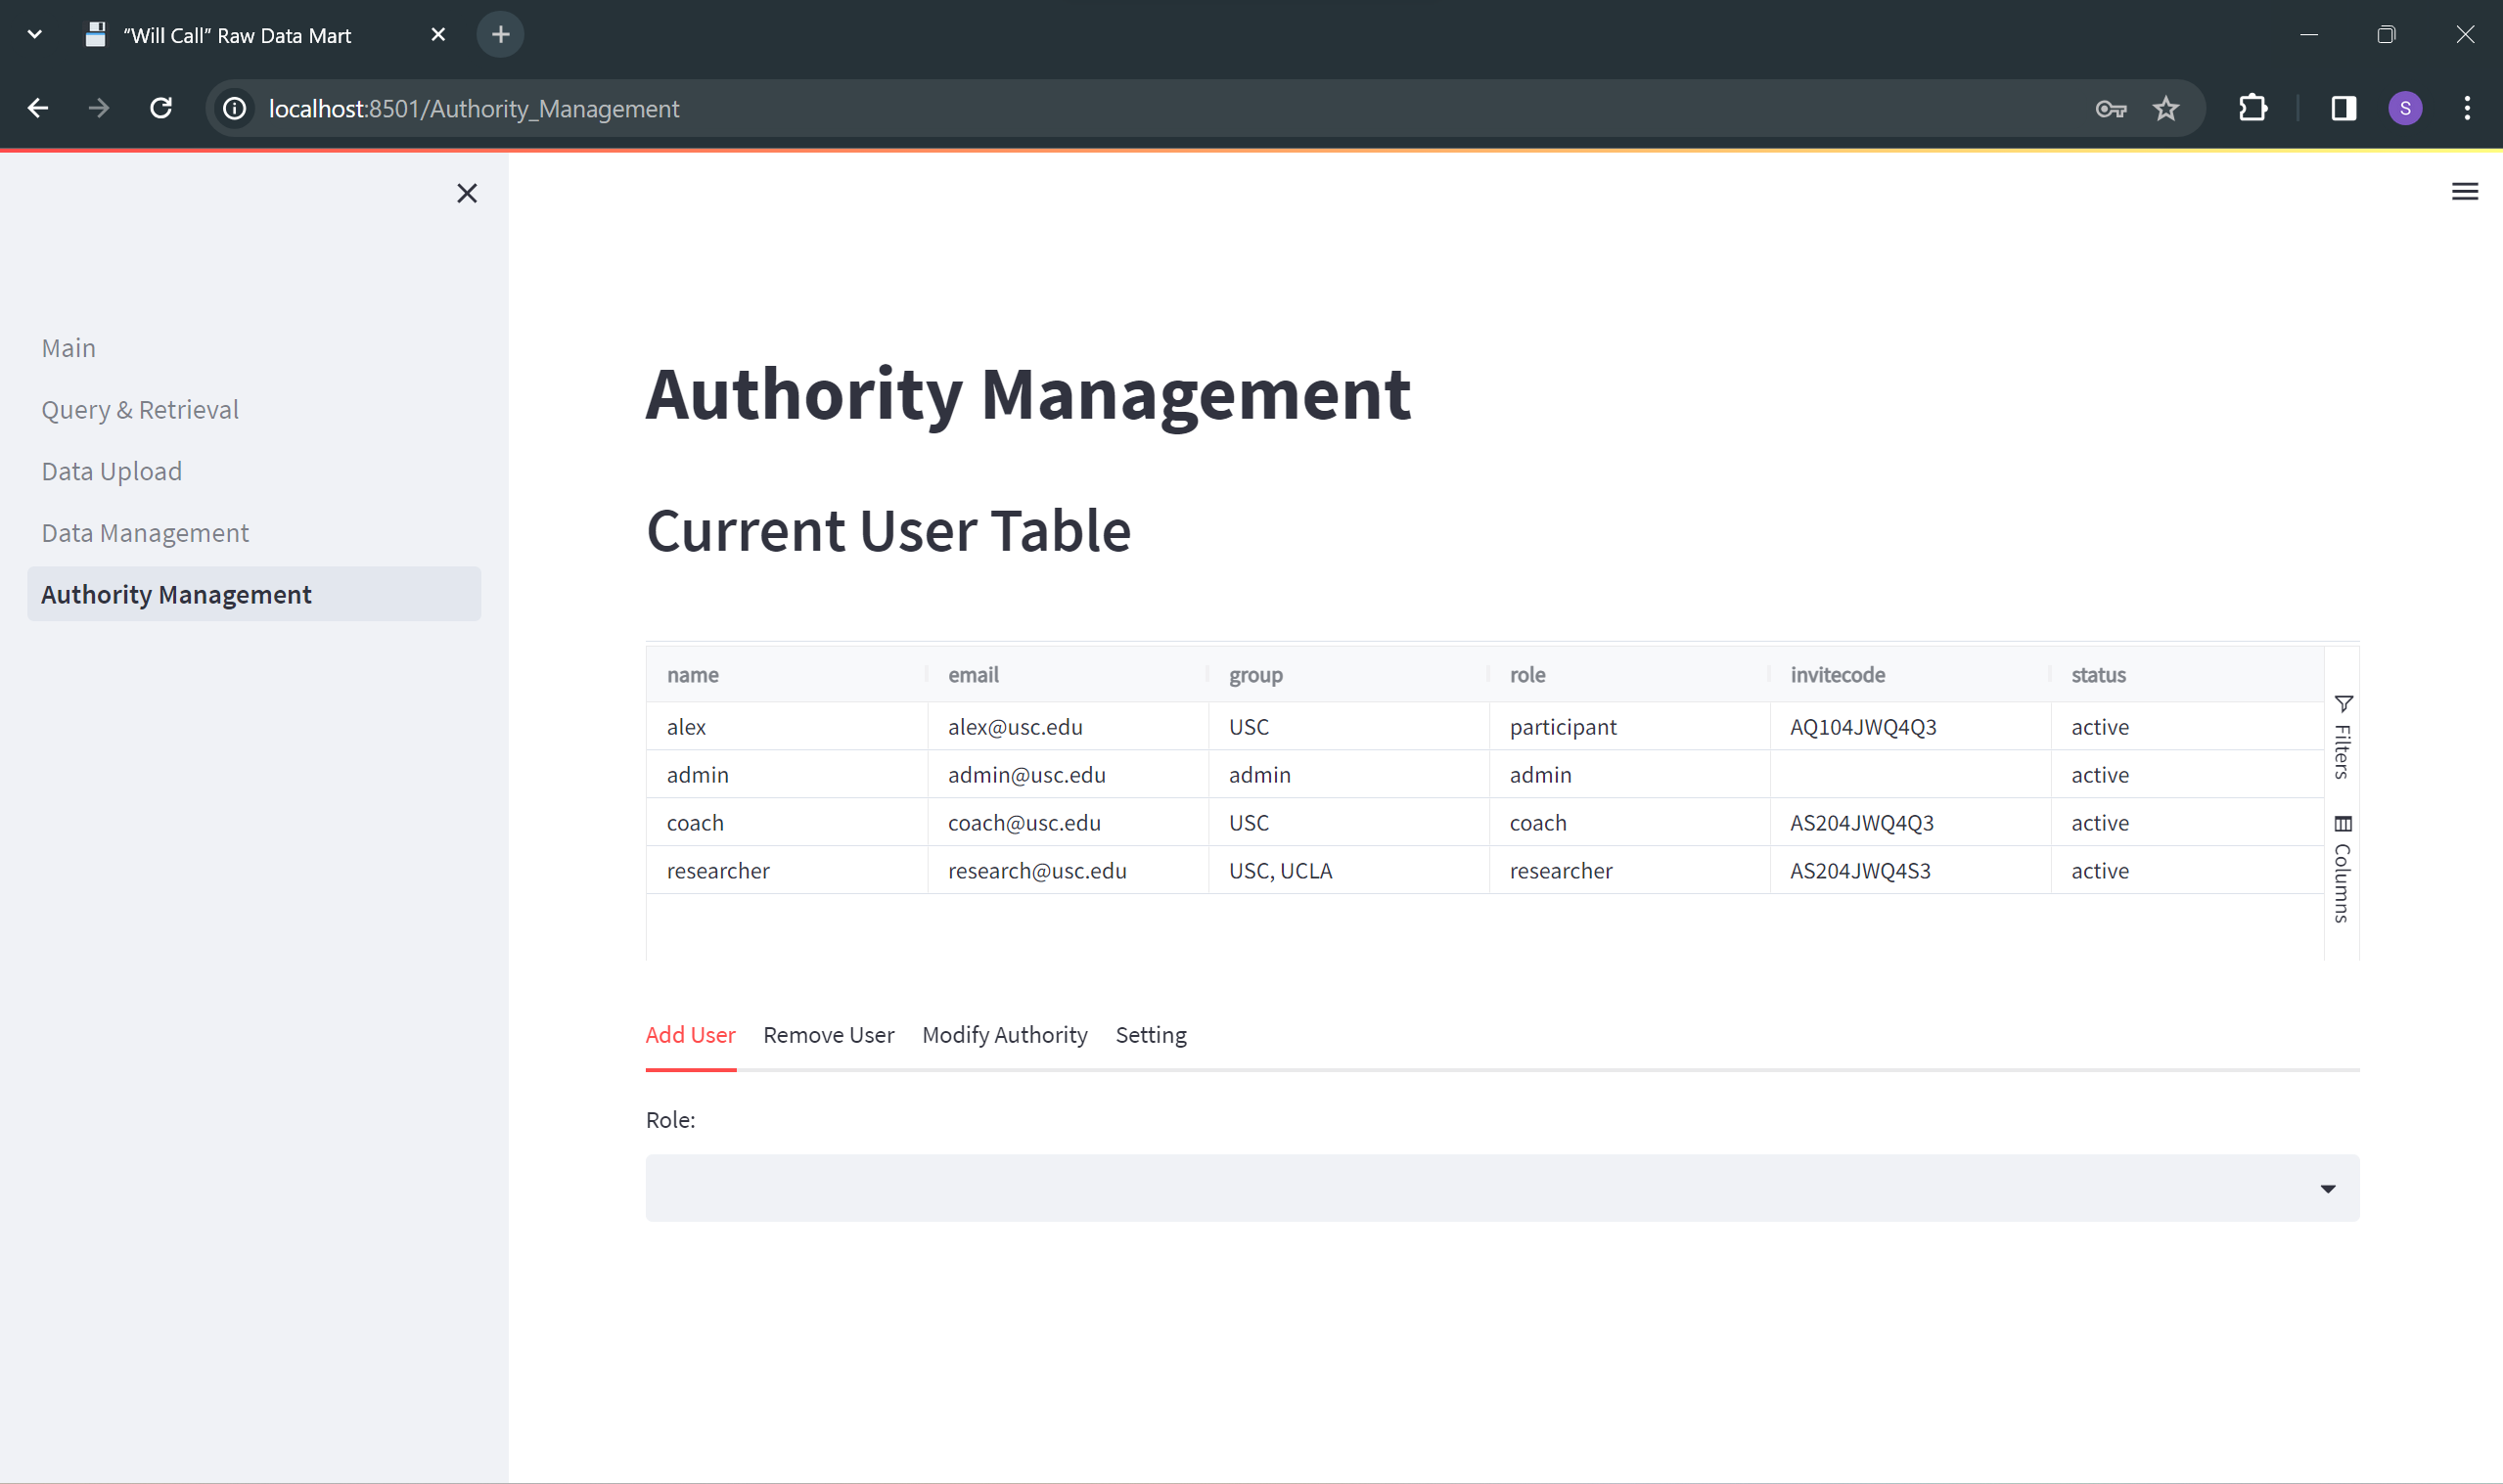 “Will Call” Raw Data Mart
localhost:8501/Authority_Management
S
Main
Query & Retrieval
Data Upload
Data Management
Authority Management
Authority Management
Current User Table
name email group role invitecode status
alex alex@usc.edu USC participant AQ104JWQ4Q3 active
admin admin@usc.edu admin admin active
coach coach@usc.edu USC coach AS204JWQ4Q3 active
researcher research@usc.edu USC, UCLA researcher AS204JWQ4S3 active
Filters
Columns
Add User Remove User Modify Authority Setting
Role: